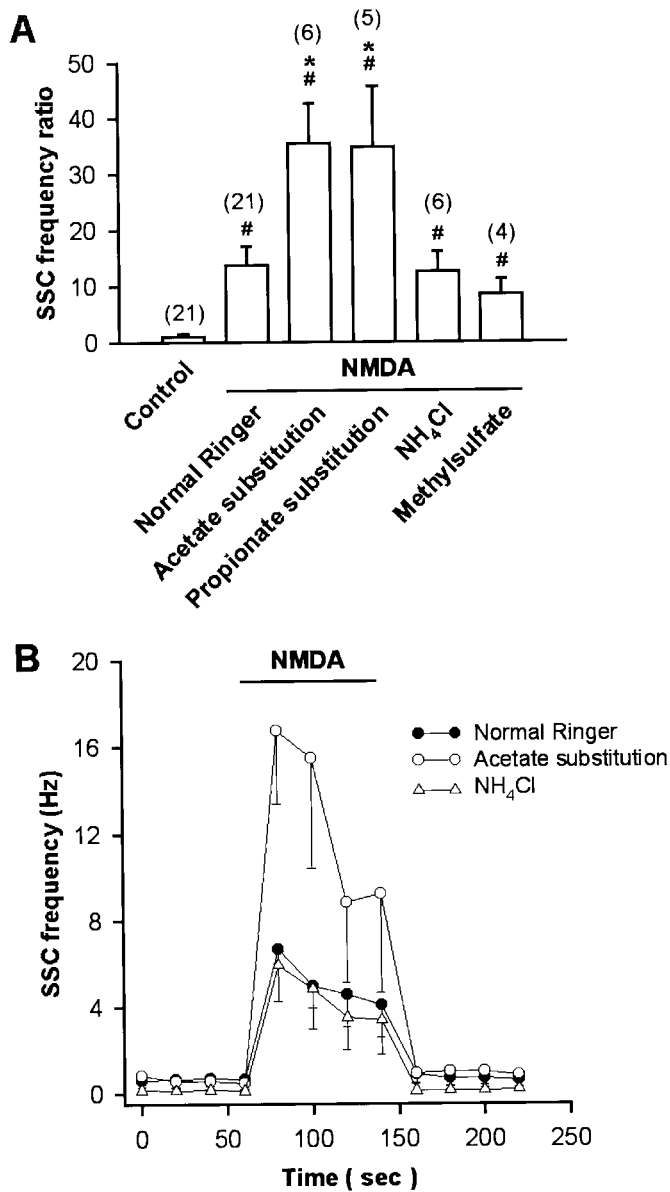 A
SSC frequency ratio
50
40
30
20
10
0
(21)
(21)
#
(6)
*
#
(5)
*
#
(6)
#
(4)
#
NMDA
Control
Normal Ringer
Acetate substitution
Propionate substitution
NH4Cl
Methylsulfate
B
SSC frequency (Hz)
20
16
12
8
4
0
NMDA
Normal Ringer
Acetate substitution
NH4Cl
0 50 100 150 200 250
Time ( sec )